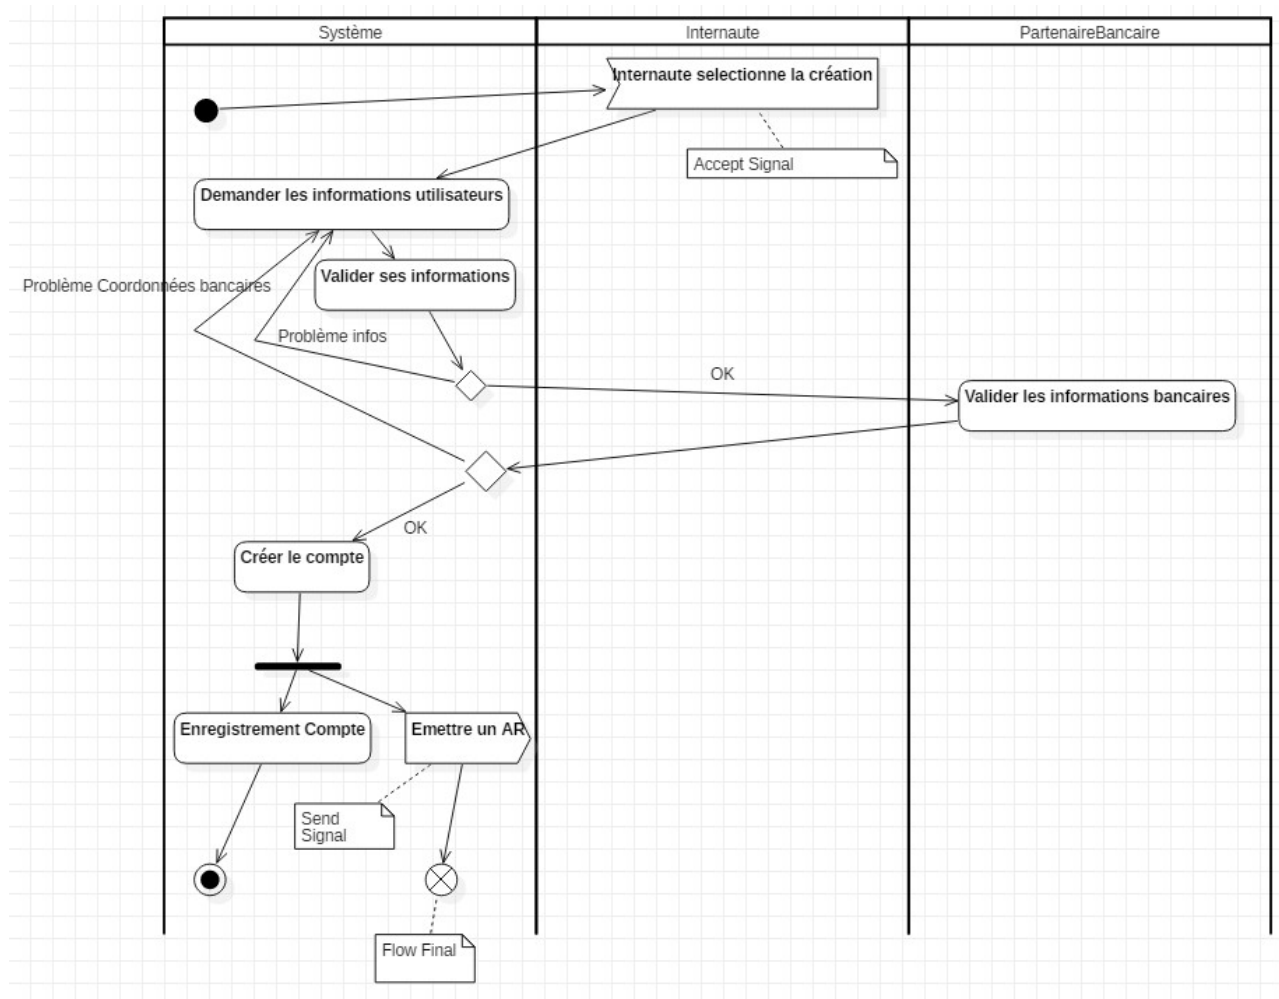 Système
Internaute
PartenaireBancaire
Internaute selectionne la création
Accept Signal
Demander les informations utilisateurs
Valider ses informations
Problème Coordonnées bancaires
Problème infos
OK
Valider les informations bancaires
OK
Créer le compte
Enregistrement Compte
Emettre un AR
Send
Signal
Flow Final